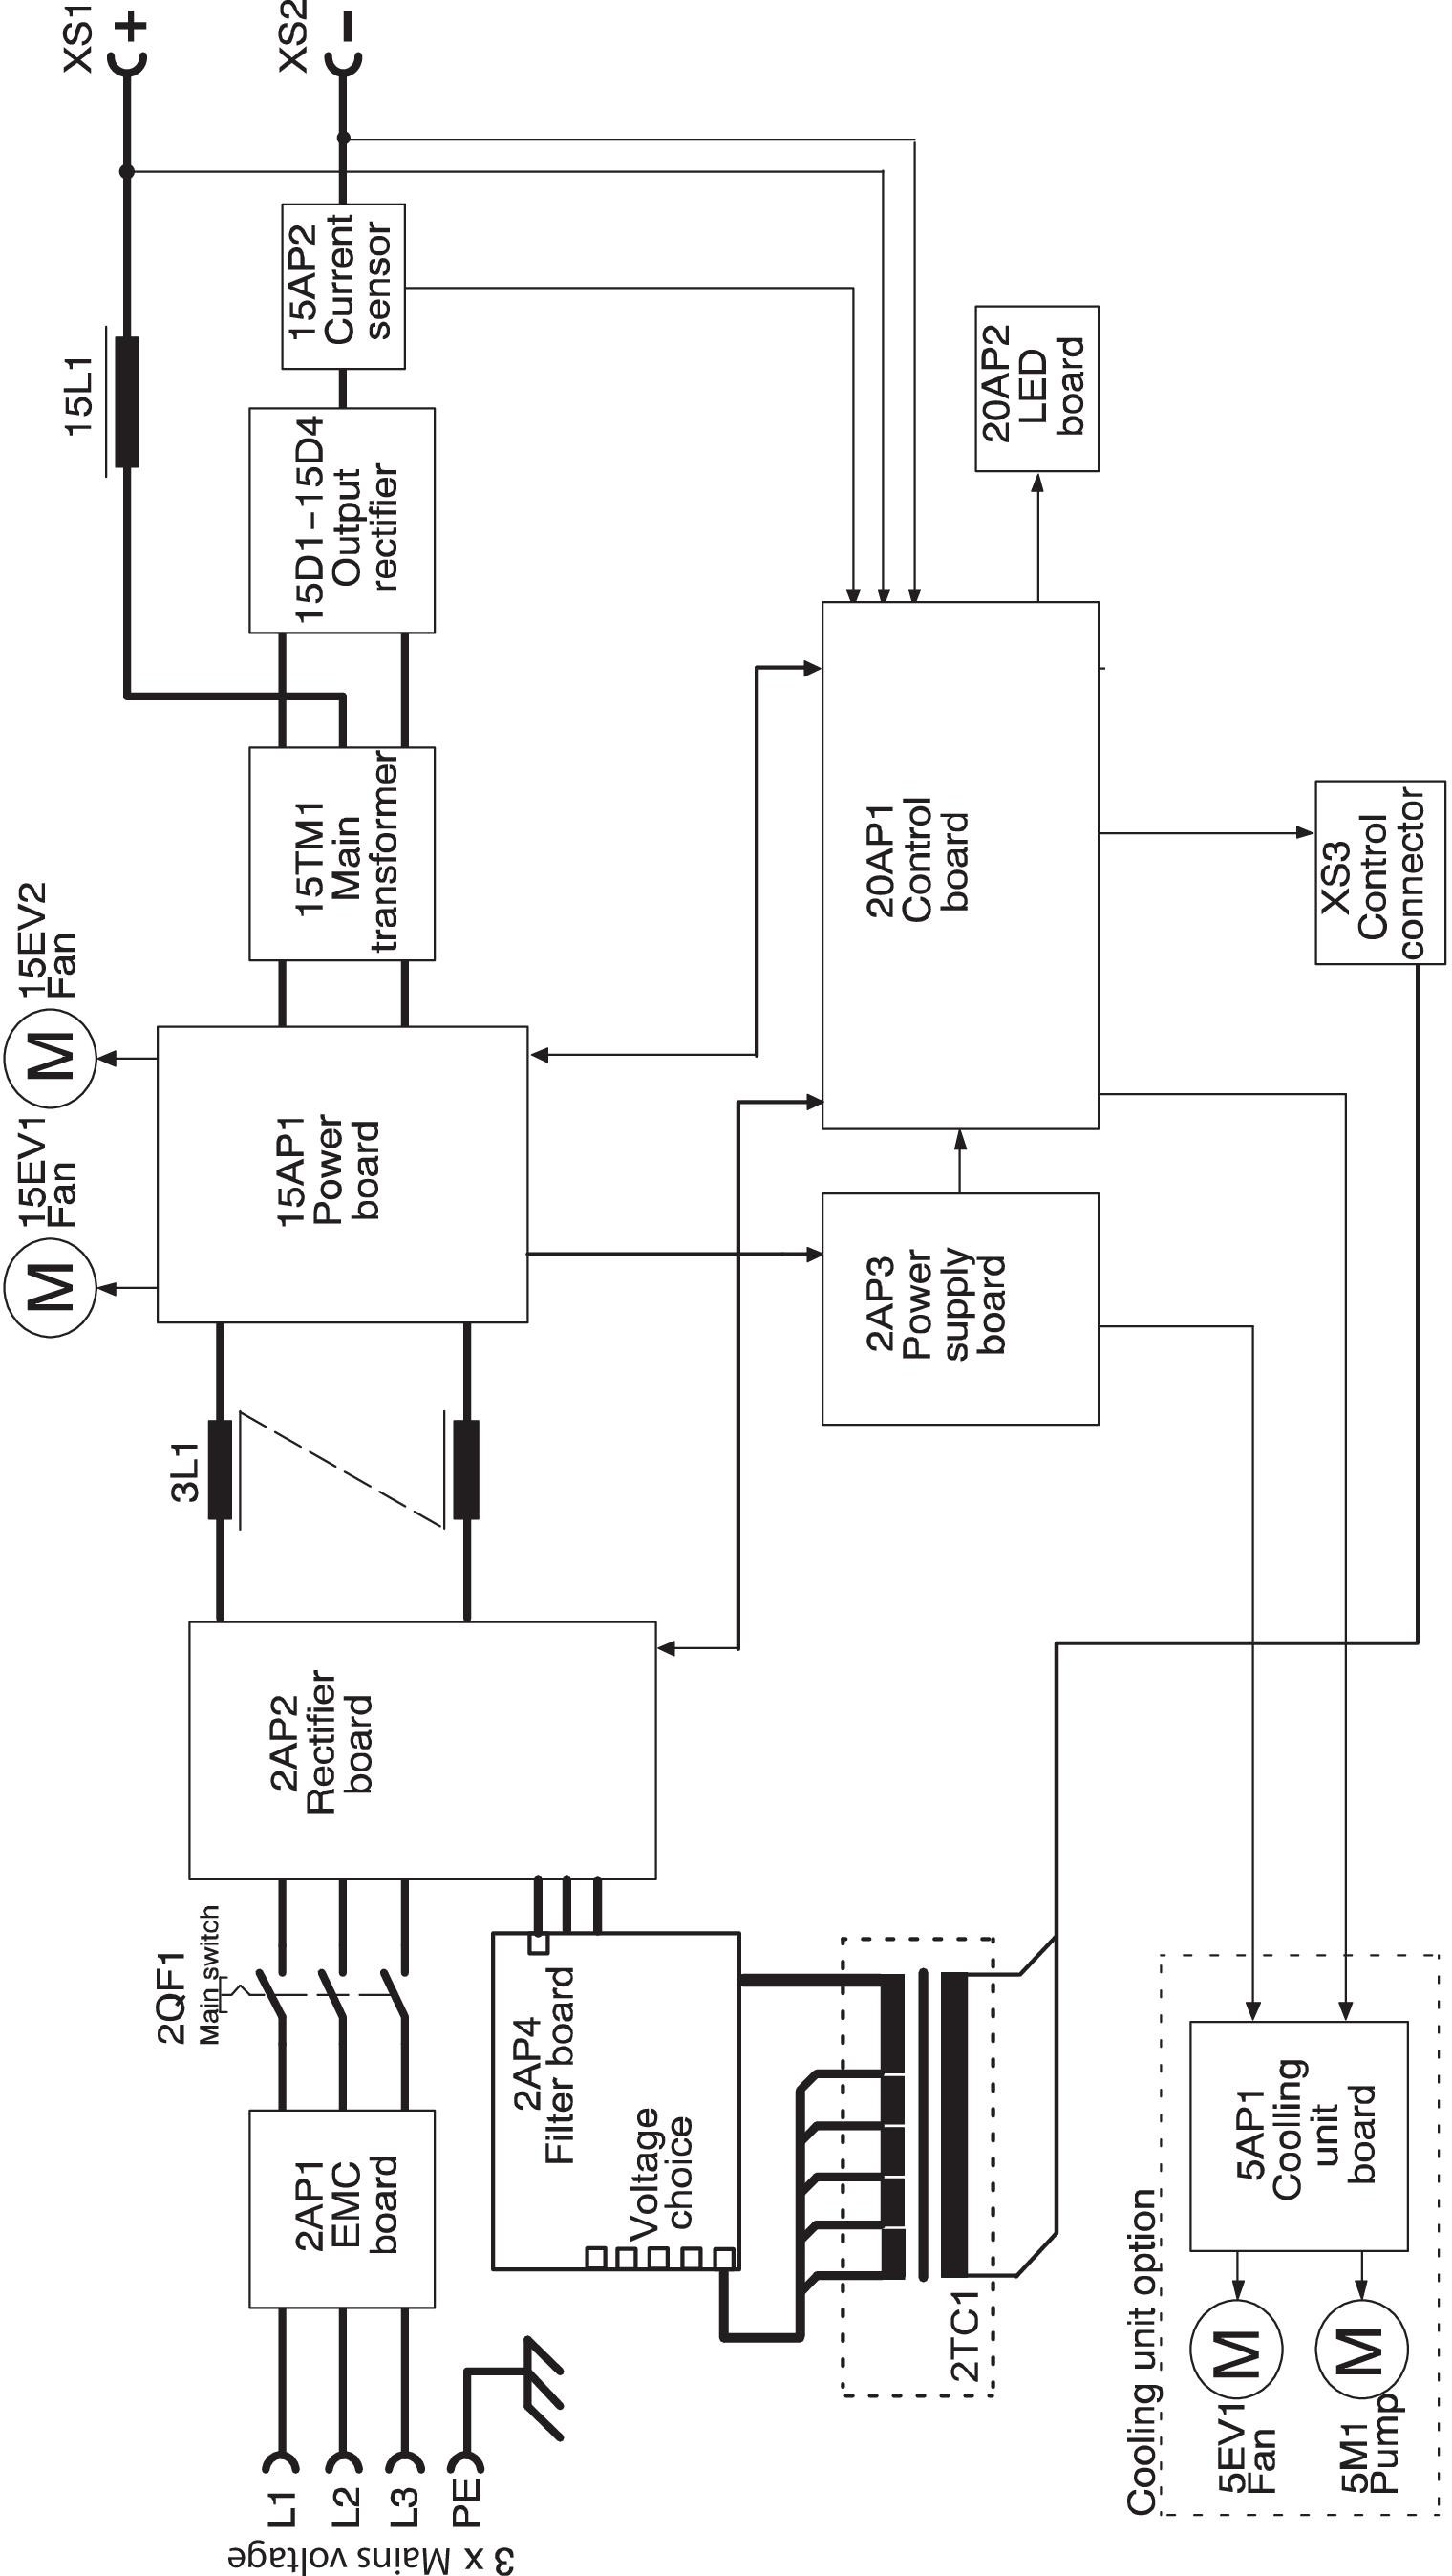 3 x Mains voltage
L1
L2
L3
PE
2AP1
EMC
board
2QF1
Main switch
2AP2
Rectifier
board
2AP4
Filter board
Voltage
choice
2TC1
3L1
15EV1
Fan
M
15EV2
Fan
M
15AP1
Power
board
15TM1
Main
transformer
15D1-15D4
Output
rectifier
15L1
15AP2
Current
sensor
XS1
+
XS2
−
2AP3
Power
supply
board
20AP1
Control
board
20AP2
LED
board
XS3
Control
connector
Cooling unit option
5EV1
Fan
M
5M1
Pump
M
5AP1
Coolling
unit
board